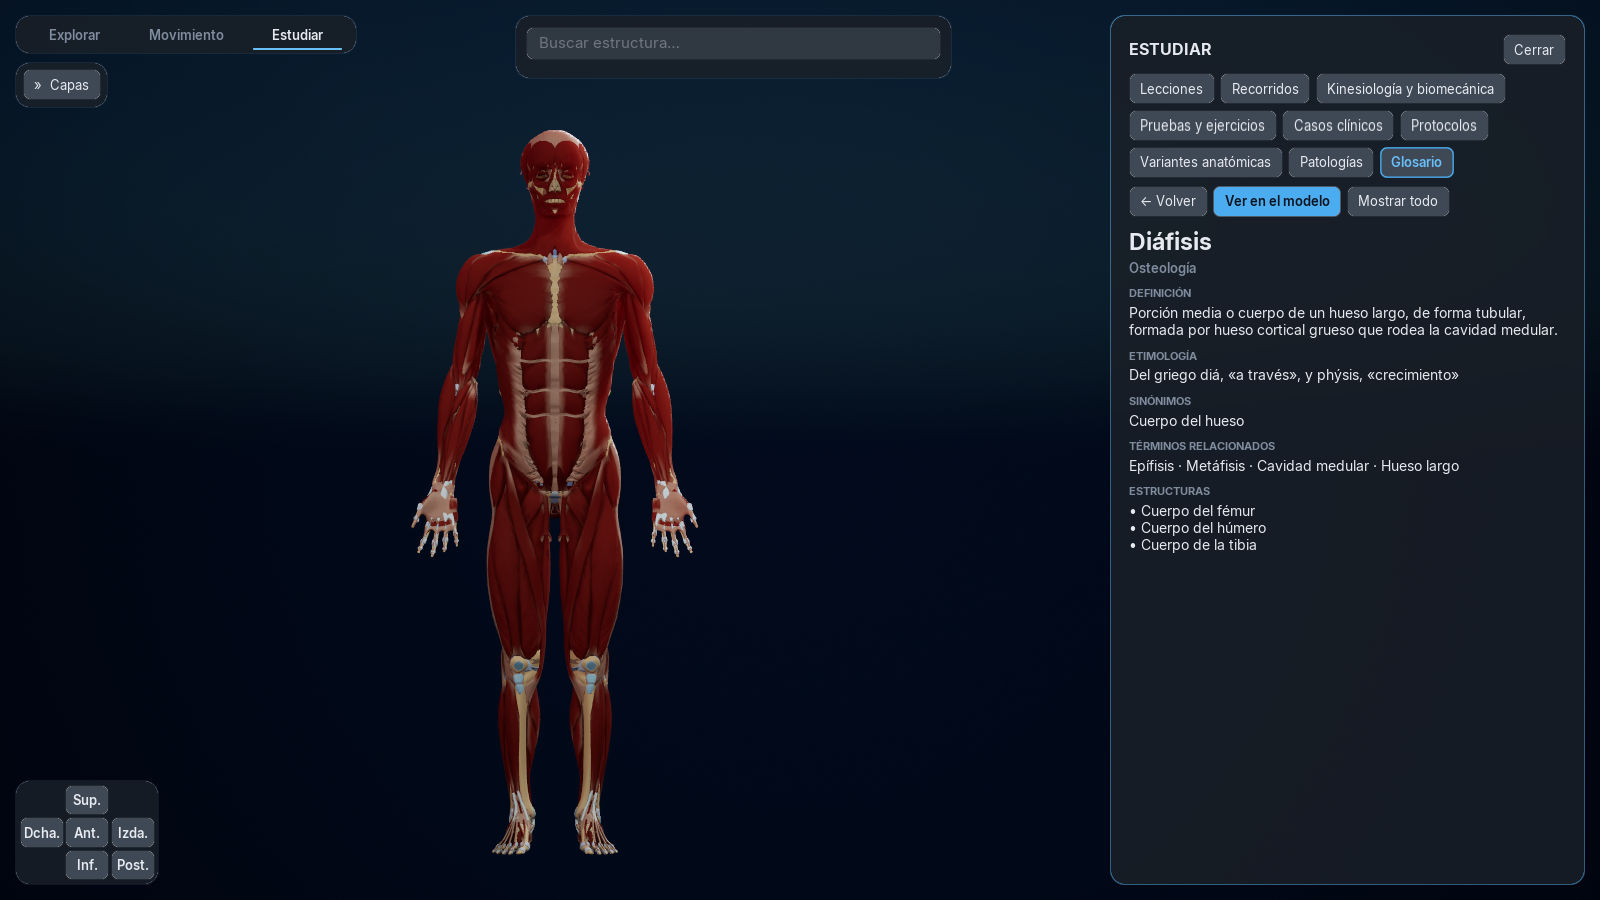 Explorar Movimiento Estudiar
» Capas
Buscar estructura...
ESTUDIAR
Cerrar
Lecciones Recorridos Kinesiología y biomecánica
Pruebas y ejercicios Casos clínicos Protocolos
Variantes anatómicas Patologías Glosario
← Volver Ver en el modelo Mostrar todo
Diáfisis
Osteología
DEFINICIÓN
Porción media o cuerpo de un hueso largo, de forma tubular,
formada por hueso cortical grueso que rodea la cavidad medular.
ETIMOLOGÍA
Del griego diá, «a través», y phýsis, «crecimiento»
SINÓNIMOS
Cuerpo del hueso
TÉRMINOS RELACIONADOS
Epífisis · Metáfisis · Cavidad medular · Hueso largo
ESTRUCTURAS
• Cuerpo del fémur
• Cuerpo del húmero
• Cuerpo de la tibia
Sup.
Dcha. Ant. Izda.
Inf. Post.